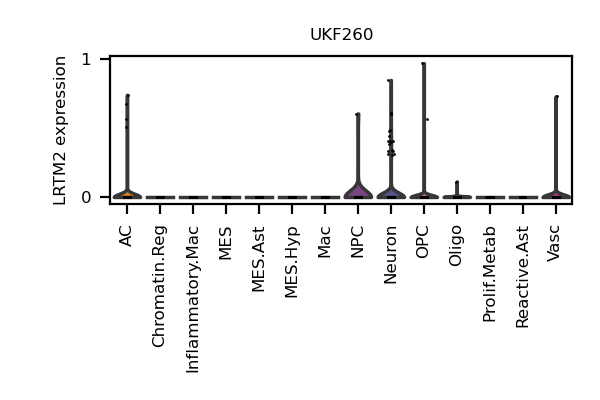 UKF260
LRTM2 expression
1
0
AC
Chromatin.Reg
Inflammatory.Mac
MES
MES.Ast
MES.Hyp
Mac
NPC
Neuron
OPC
Oligo
Prolif.Metab
Reactive.Ast
Vasc